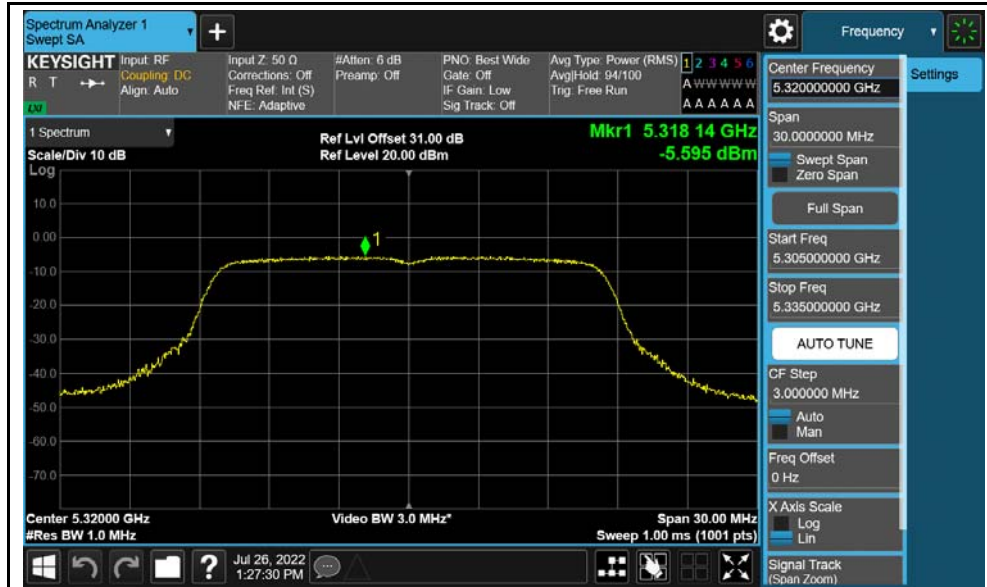 Spectrum Analyzer 1
Swept SA
+
Frequency
KEYSIGHT
R T
LXI
Input: RF
Coupling: DC
Align: Auto
Input Z: 50 Ω
Corrections: Off
Freq Ref: Int (S)
NFE: Adaptive
#Atten: 6 dB
Preamp: Off
PNO: Best Wide
Gate: Off
IF Gain: Low
Sig Track: Off
Avg Type: Power (RMS)
Avg|Hold: 94/100
Trig: Free Run
1 2 3 4 5 6
A W W W W W
A A A A A A
1 Spectrum
Scale/Div 10 dB
Log
Ref Lvl Offset 31.00 dB
Ref Level 20.00 dBm
Mkr1 5.318 14 GHz
-5.595 dBm
10.0
0.00
-10.0
-20.0
-30.0
-40.0
-50.0
-60.0
-70.0
1
Center 5.32000 GHz
#Res BW 1.0 MHz
Video BW 3.0 MHz*
Span 30.00 MHz
Sweep 1.00 ms (1001 pts)
Center Frequency
5.320000000 GHz
Settings
Span
30.0000000 MHz
Swept Span
Zero Span
Full Span
Start Freq
5.305000000 GHz
Stop Freq
5.335000000 GHz
AUTO TUNE
CF Step
3.000000 MHz
Auto
Man
Freq Offset
0 Hz
X Axis Scale
Log
Lin
Signal Track
(Span Zoom)
?
Jul 26, 2022
1:27:30 PM